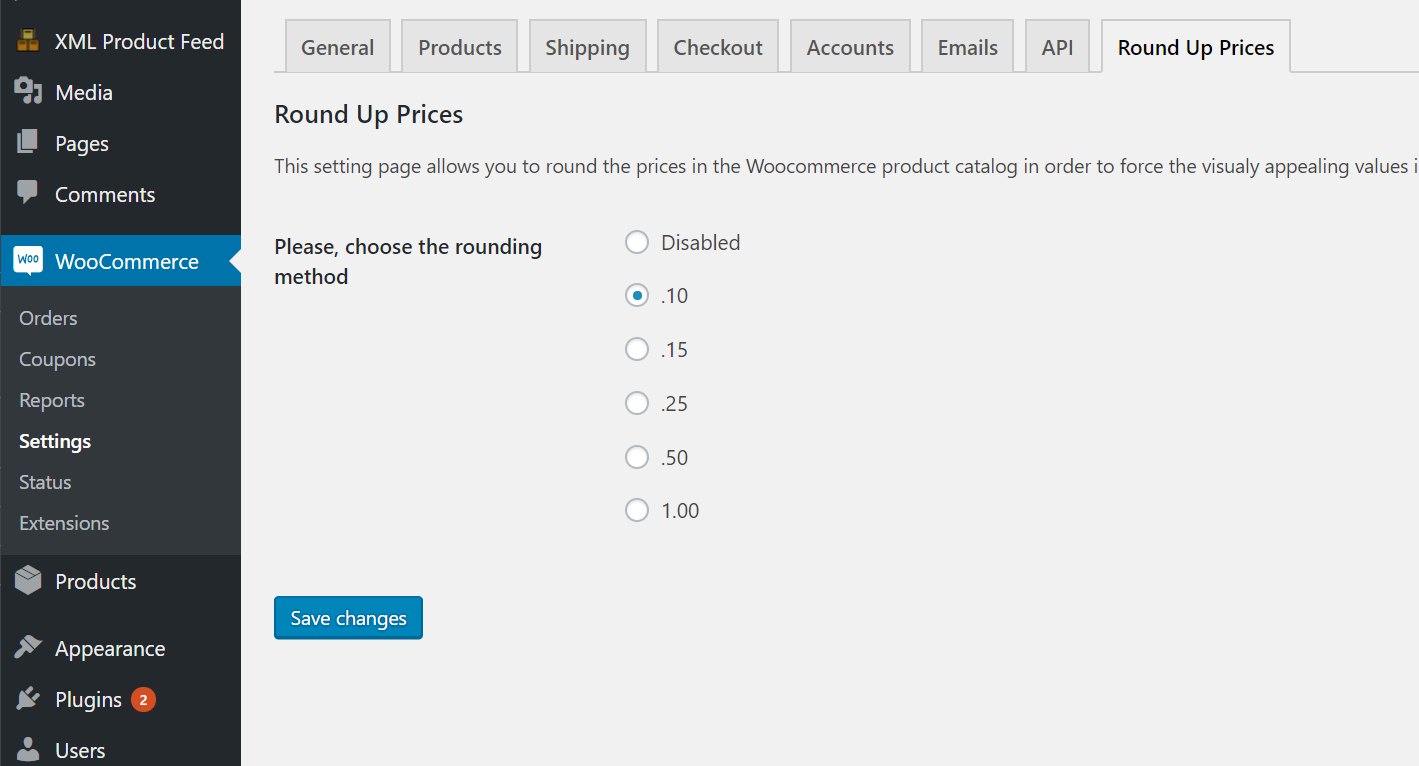 XML Product Feed
Media
Pages
Comments
woo WooCommerce
Orders
Coupons
Reports
Settings
Status
Extensions
Products
Appearance
Plugins 2
Users
General Products Shipping Checkout Accounts Emails API Round Up Prices
Round Up Prices
This setting page allows you to round the prices in the Woocommerce product catalog in order to force the visualy appealing values i
Please, choose the rounding
method
Disabled
.10
.15
.25
.50
1.00
Save changes